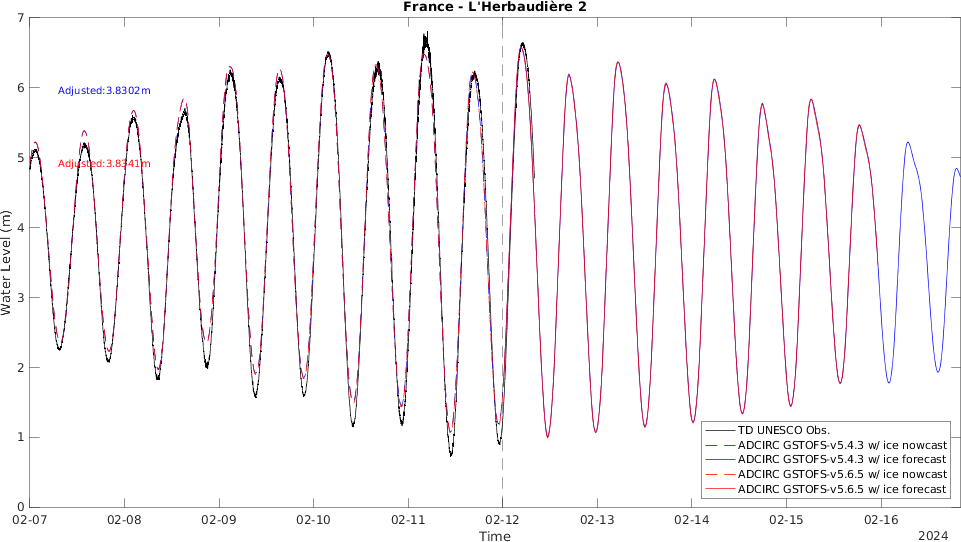 France - L'Herbaudière 2
7
6
5
4
3
2
1
0
Water Level (m)
Adjusted:3.8302m
Adjusted:3.8341m
TD UNESCO Obs.
ADCIRC GSTOFS-v5.4.3 w/ ice nowcast
ADCIRC GSTOFS-v5.4.3 w/ ice forecast
ADCIRC GSTOFS-v5.6.5 w/ ice nowcast
ADCIRC GSTOFS-v5.6.5 w/ ice forecast
02-07 02-08 02-09 02-10 02-11 02-12 02-13 02-14 02-15 02-16
Time
2024